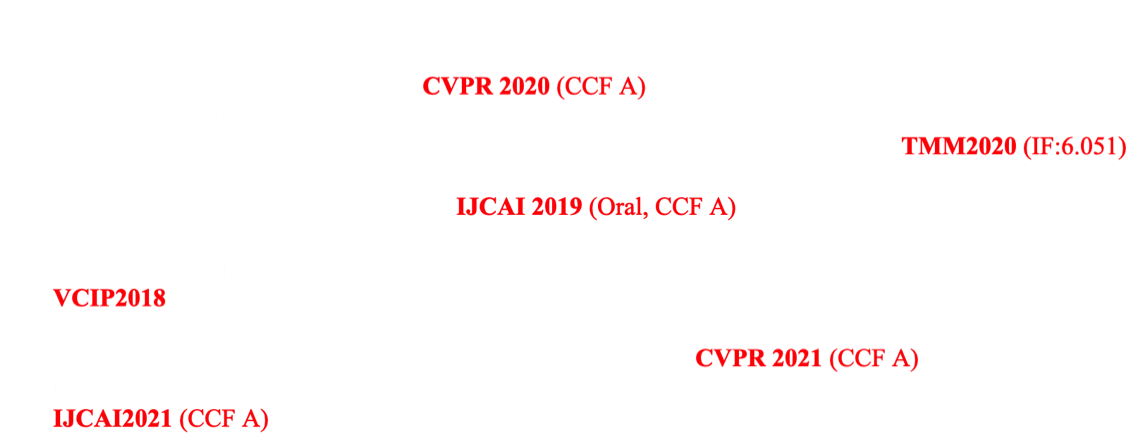 CVPR 2020 (CCF A)
TMM2020 (IF:6.051)
IJCAI 2019 (Oral, CCF A)
VCIP2018
CVPR 2021 (CCF A)
IJCAI2021 (CCF A)